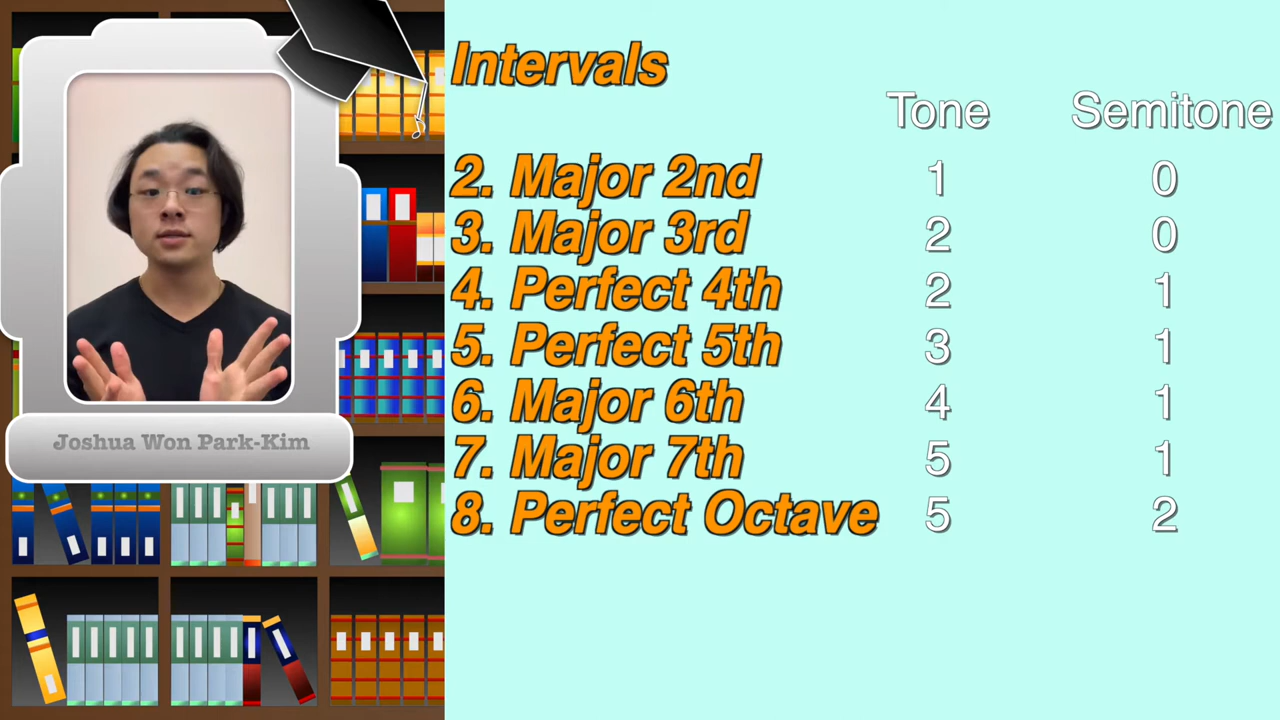 Intervals
Tone Semitone
2. Major 2nd 1 0
3. Major 3rd 2 0
4. Perfect 4th 2 1
5. Perfect 5th 3 1
6. Major 6th 4 1
7. Major 7th 5 1
8. Perfect Octave 5 2
Joshua Won Park-Kim